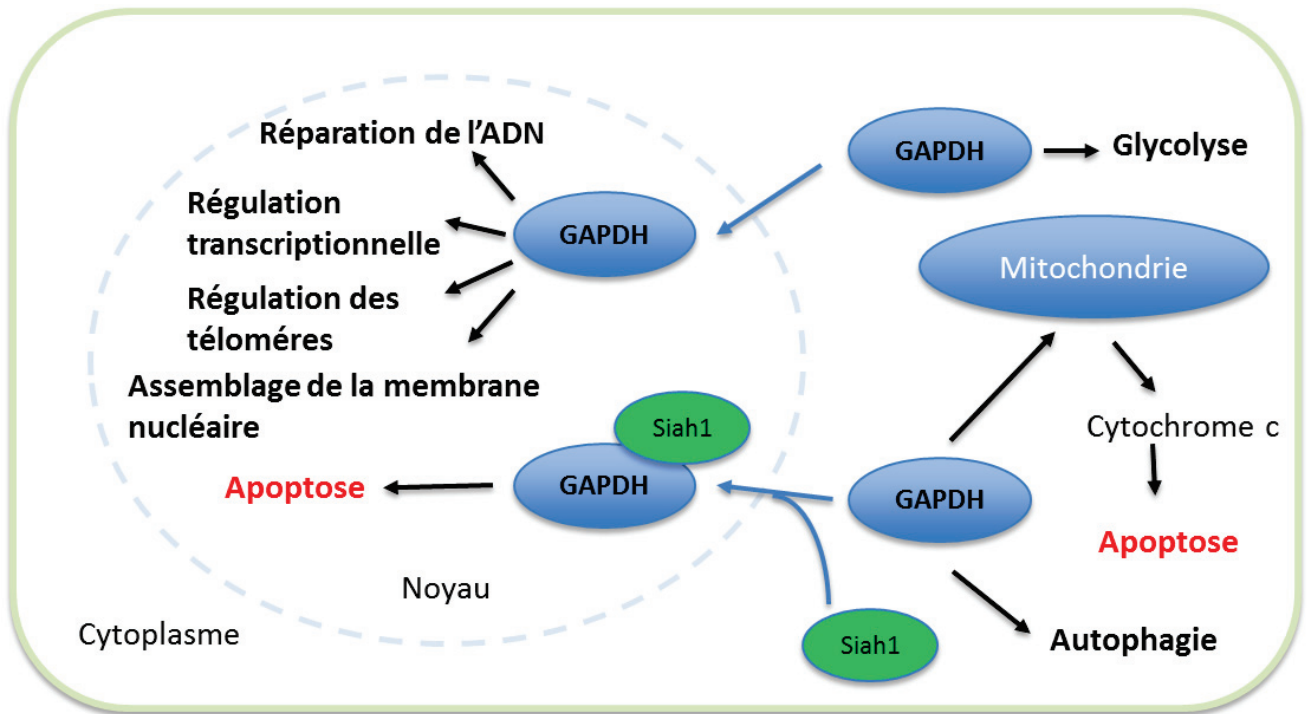 Réparation de l’ADN
GAPDH
Glycolyse
Régulation
transcriptionnelle
GAPDH
Mitochondrie
Régulation des
téloméres
Assemblage de la membrane
nucléaire
Siah1
Cytochrome c
Apoptose
GAPDH
GAPDH
Apoptose
Noyau
Cytoplasme
Siah1
Autophagie